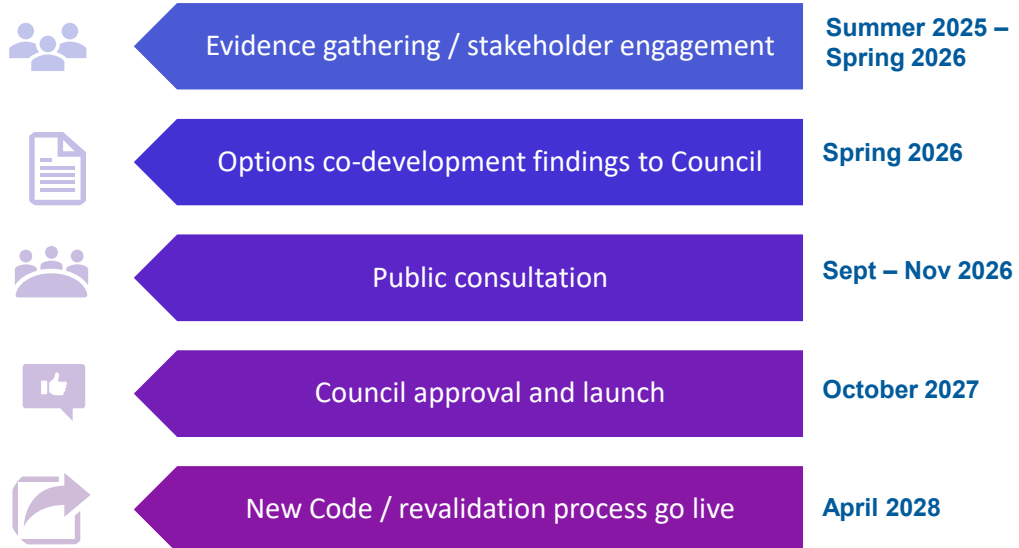 Evidence gathering / stakeholder engagement
Summer 2025 –
Spring 2026
Options co-development findings to Council
Spring 2026
Public consultation
Sept – Nov 2026
Council approval and launch
October 2027
New Code / revalidation process go live
April 2028